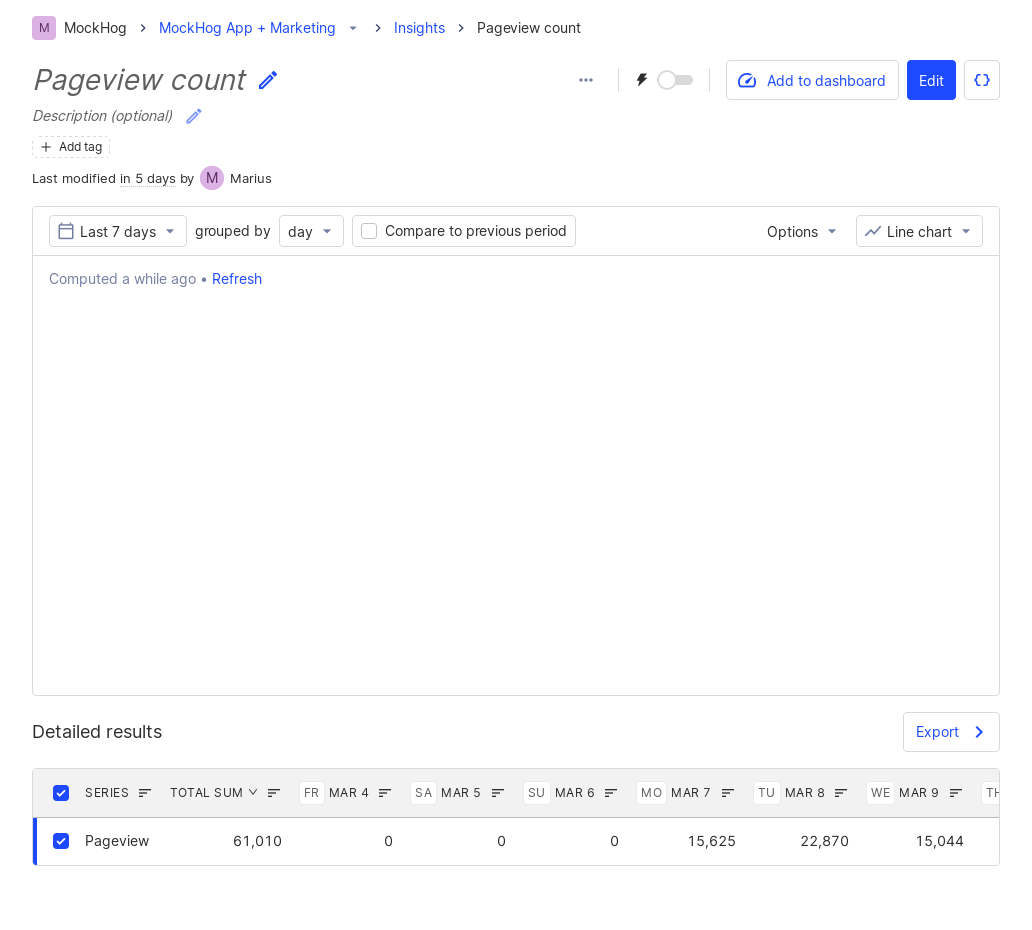 M MockHog > MockHog App + Marketing > Insights > Pageview count
Pageview count
Add to dashboard Edit {}
Description (optional)
+ Add tag
Last modified in 5 days by M Marius
Last 7 days grouped by day Compare to previous period Options Line chart
Computed a while ago • Refresh
Detailed results Export
SERIES TOTAL SUM FR MAR 4 SA MAR 5 SU MAR 6 MO MAR 7 TU MAR 8 WE MAR 9 TH
Pageview 61,010 0 0 0 15,625 22,870 15,044